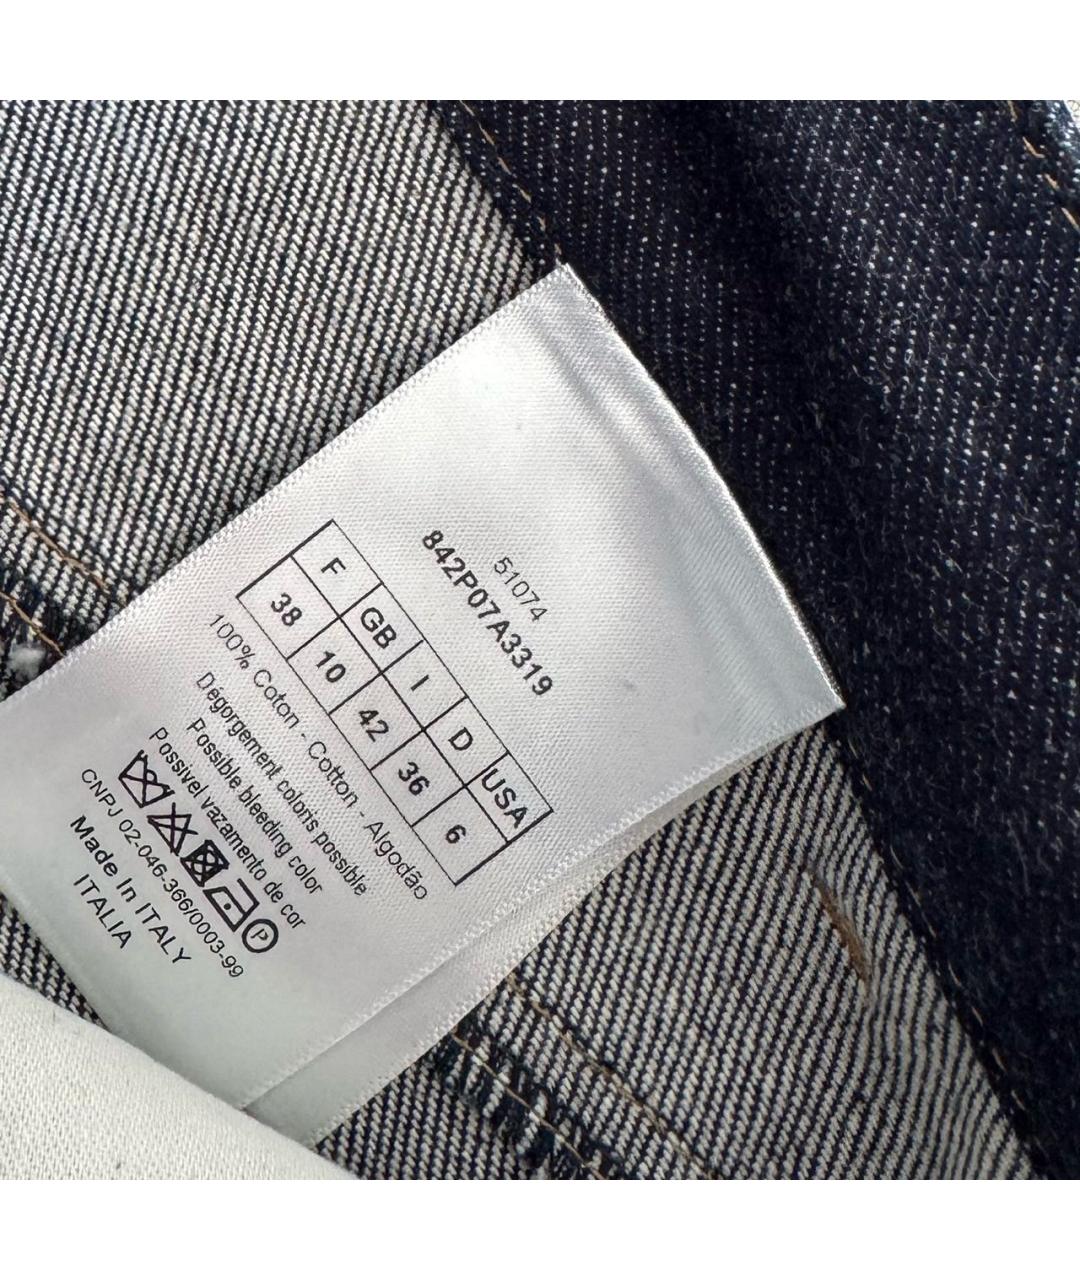 51074
842P07A3319
F GB I D USA
38 10 42 36 6
100% Coton - Cotton - Algodão
Dégorgement coloris possible
Possible bleeding color
Possivel vazamento de cor
P
CNPJ 02-046-366/0003-99
Made In ITALY
ITALIA